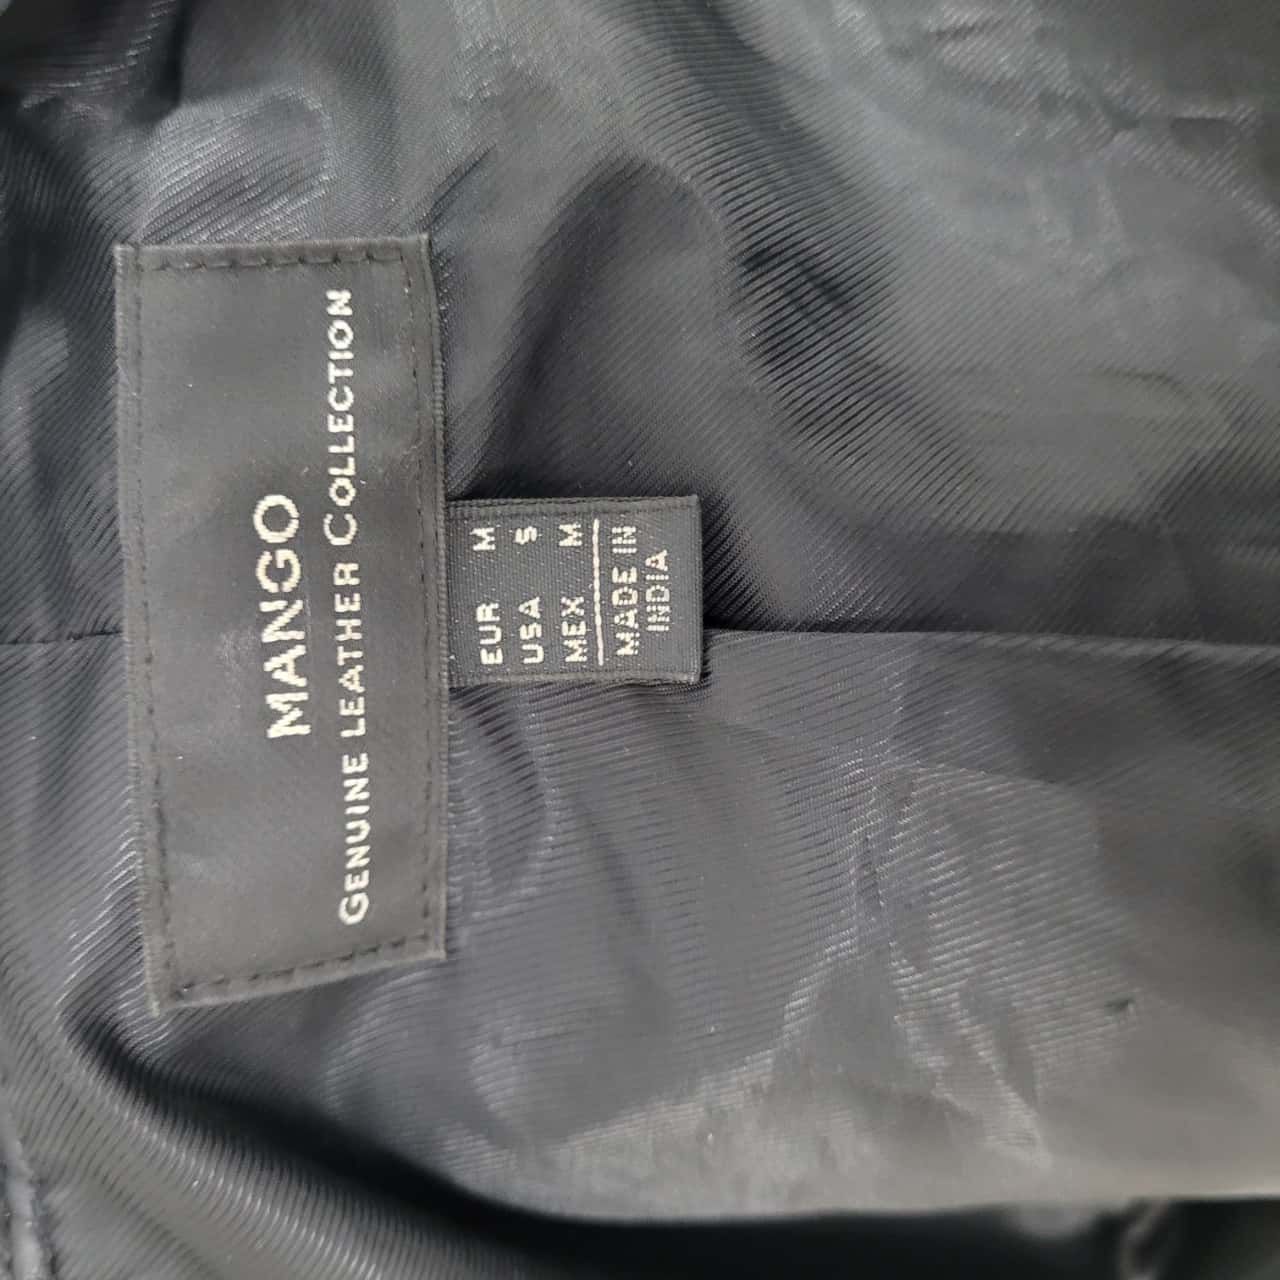 MANGO
GENUINE LEATHER COLLECTION
EUR M
USA S
MEX M
MADE IN
INDIA